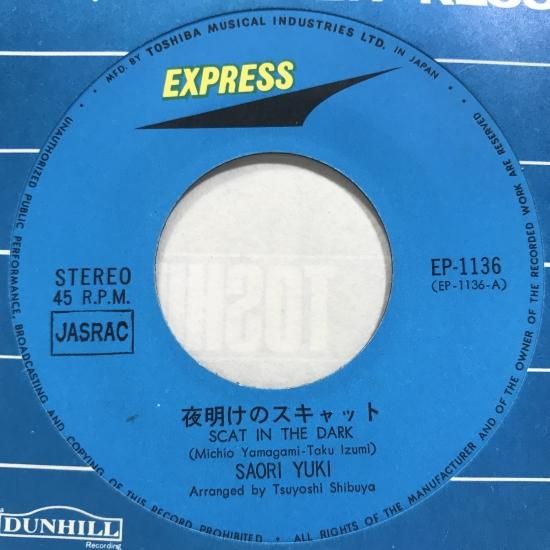 MFD. BY TOSHIBA MUSICAL INDUSTRIES LTD. IN JAPAN.
EXPRESS
STEREO
45 R.P.M.
JASRAC
EP-1136
(EP-1136-A)
TOSHI
夜明けのスキャット
SCAT IN THE DARK
(Michio Yamagami-Taku Izumi)
SAORI YUKI
Arranged by Tsuyoshi Shibuya
UNAUTHORIZED PUBLIC PERFORMANCE, BROADCASTING AND COPYING OF THIS RECORD PROHIBITED • ALL RIGHTS OF THE MANUFACTURER AND OF THE OWNER OF THE RECORDED WORK ARE RESERVED
DUNHILL
Recording